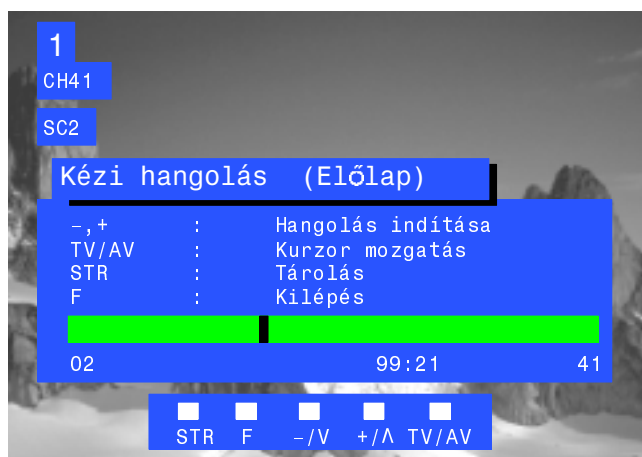 1
CH41
SC2
Kézi hangolás (Előlap)
-,+ : Hangolás indítása
TV/AV : Kurzor mozgatás
STR : Tárolás
F : Kilépés
02 99:21 41
STR F -/V +/Λ TV/AV